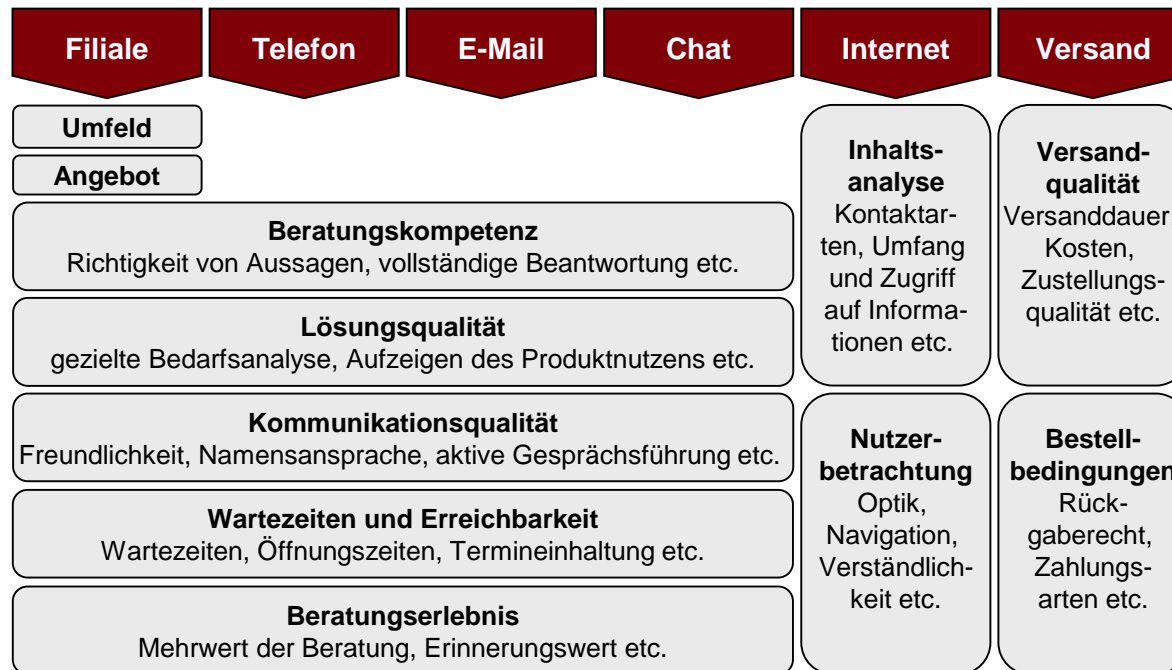 Filiale
Telefon
E-Mail
Chat
Internet
Versand
Umfeld
Angebot
Beratungskompetenz
Richtigkeit von Aussagen, vollständige Beantwortung etc.
Lösungsqualität
gezielte Bedarfsanalyse, Aufzeigen des Produktnutzens etc.
Kommunikationsqualität
Freundlichkeit, Namensansprache, aktive Gesprächsführung etc.
Wartezeiten und Erreichbarkeit
Wartezeiten, Öffnungszeiten, Termineinhaltung etc.
Beratungserlebnis
Mehrwert der Beratung, Erinnerungswert etc.
Inhalts-
analyse
Kontaktar-
ten, Umfang
und Zugriff
auf Informa-
tionen etc.
Nutzer-
betrachtung
Optik,
Navigation,
Verständlich-
keit etc.
Versand-
qualität
Versanddauer,
Kosten,
Zustellungs-
qualität etc.
Bestell-
bedingungen
Rück-
gaberecht,
Zahlungs-
arten etc.